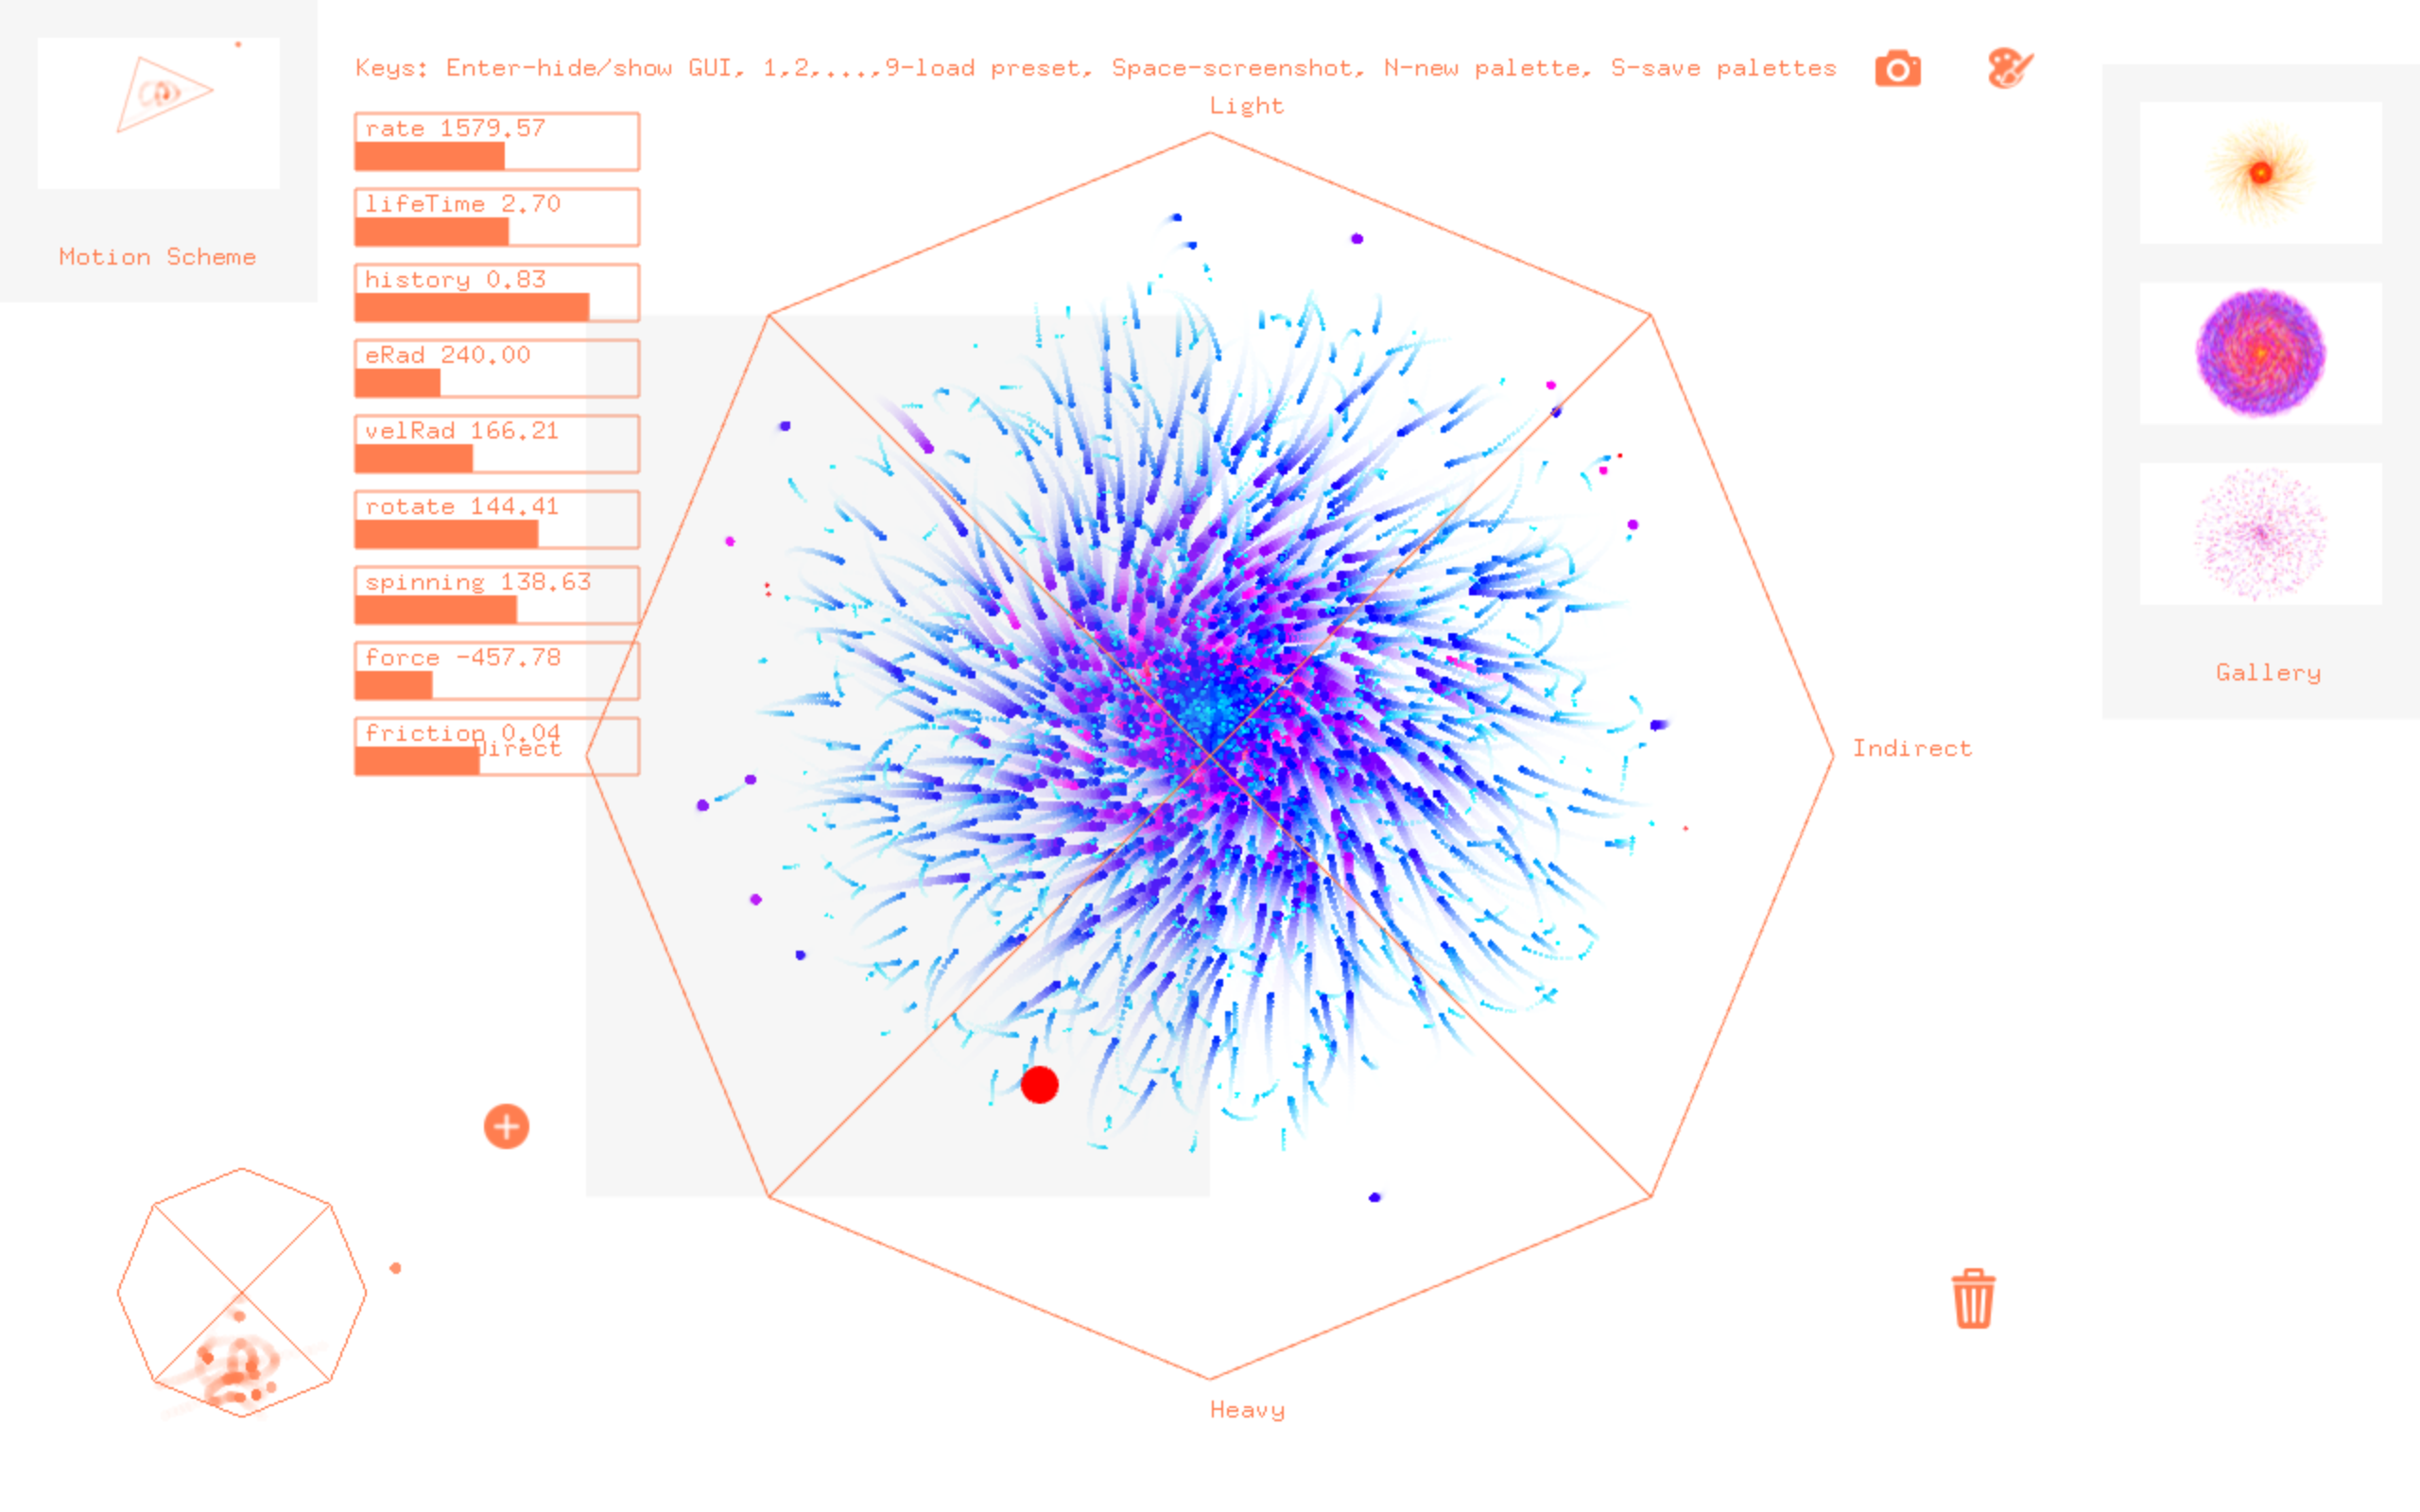 Keys: Enter-hide/show GUI, 1,2,...,9-load preset, Space-screenshot, N-new palette, S-save palettes
Light
rate 1579.57
lifeTime 2.70
Motion Scheme
history 0.83
eRad 240.00
velRad 166.21
rotate 144.41
spinning 138.63
force -457.78
Gallery
friction 0.04
Direct
Indirect
Heavy